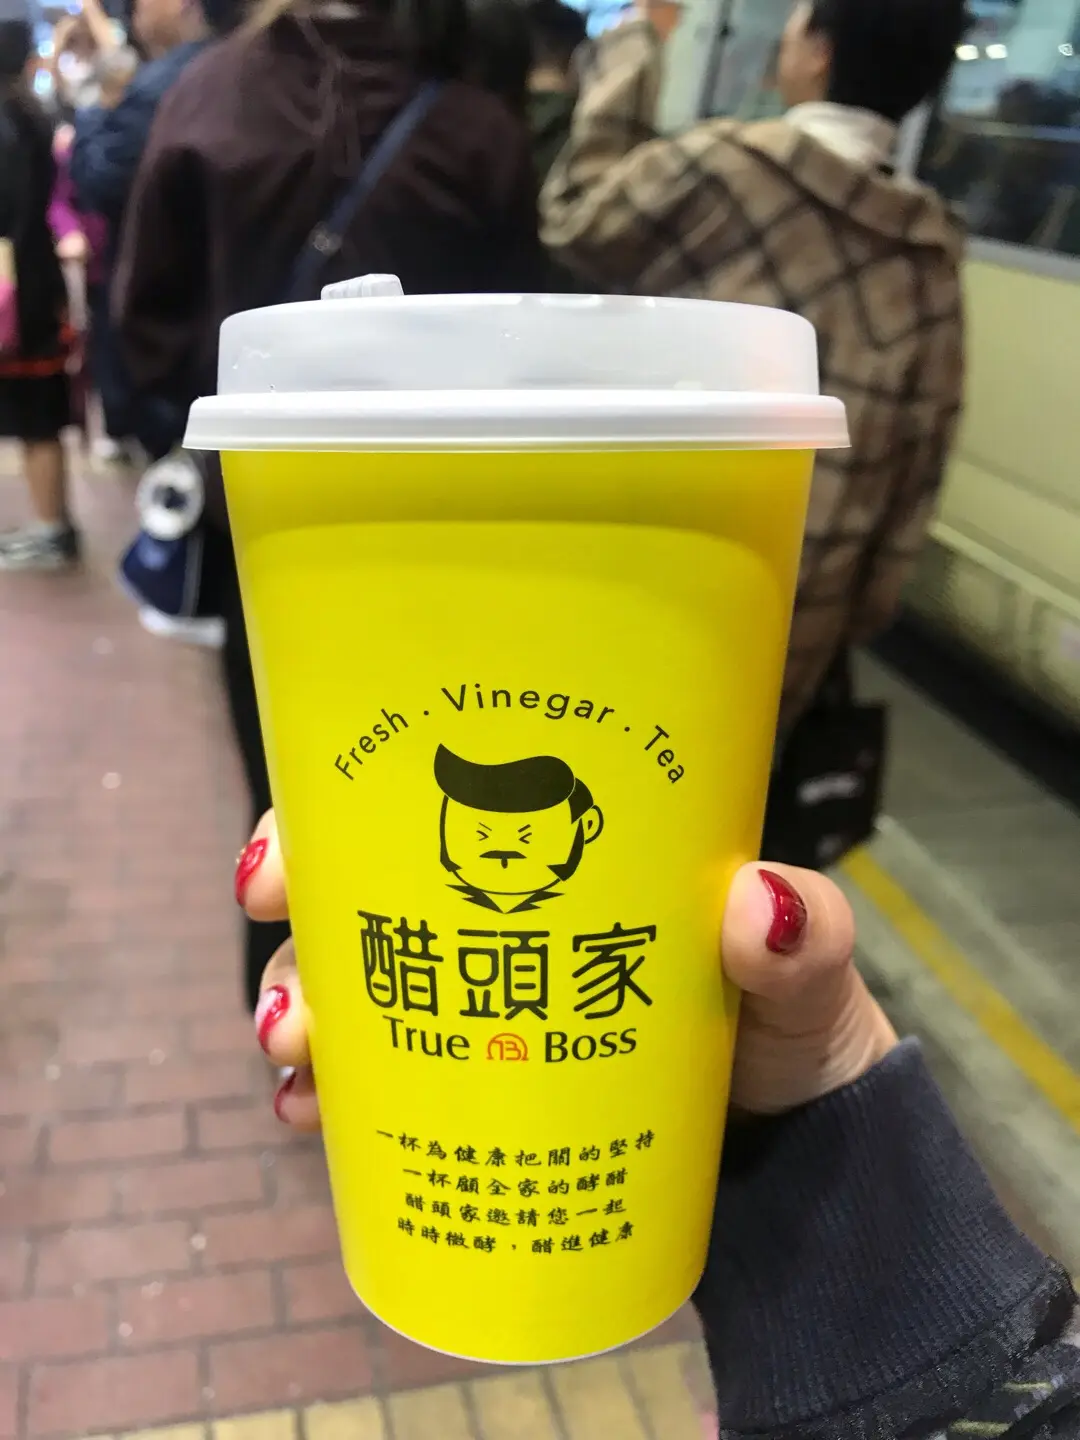 Fresh . Vinegar . Tea
醋頭家
True TB Boss
一杯為健康把關的堅持
一杯顧全家的酵醋
醋頭家邀請您一起
時時微酵，醋進健康